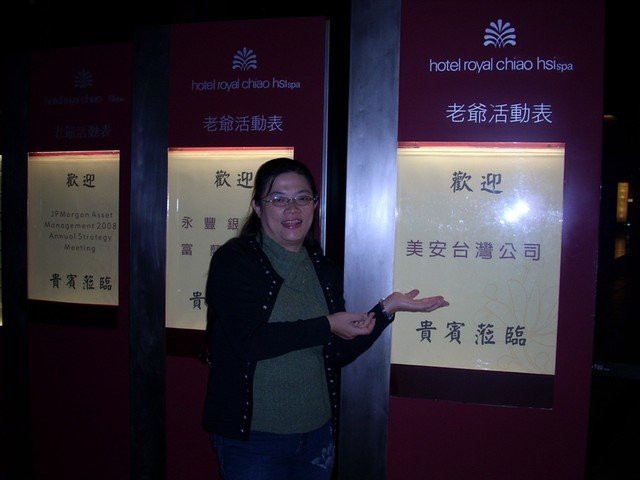 hotel royal chiao hsi spa
老爺活動表
歡迎
JPMorgan Asset
Management 2008
Annual Strategy
Meeting
貴賓蒞臨
hotel royal chiao hsi spa
老爺活動表
歡迎
永豐銀
富
貴
hotel royal chiao hsi spa
老爺活動表
歡迎
美安台灣公司
貴賓蒞臨